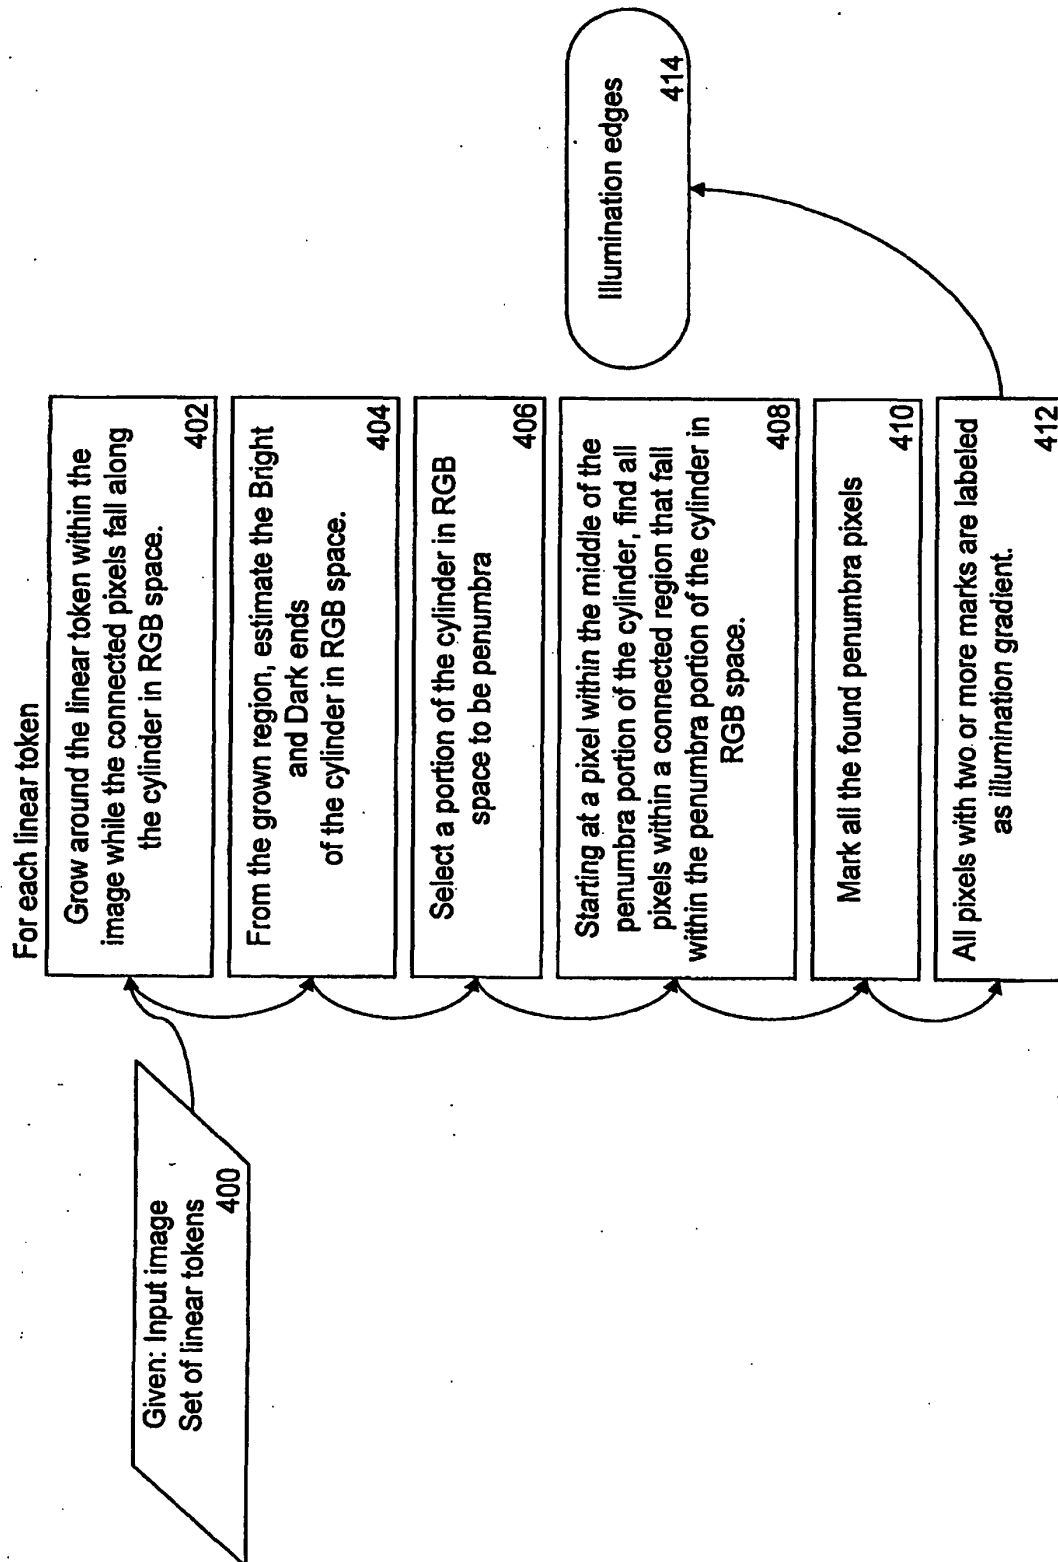 Given: Input image
Set of linear tokens
400
For each linear token
Grow around the linear token within the
image while the connected pixels fall along
the cylinder in RGB space.
402
From the grown region, estimate the Bright
and Dark ends
of the cylinder in RGB space.
404
Select a portion of the cylinder in RGB
space to be penumbra
406
Starting at a pixel within the middle of the
penumbra portion of the cylinder, find all
pixels within a connected region that fall
within the penumbra portion of the cylinder in
RGB space.
408
Mark all the found penumbra pixels
410
All pixels with two or more marks are labeled
as illumination gradient.
412
Illumination edges
414